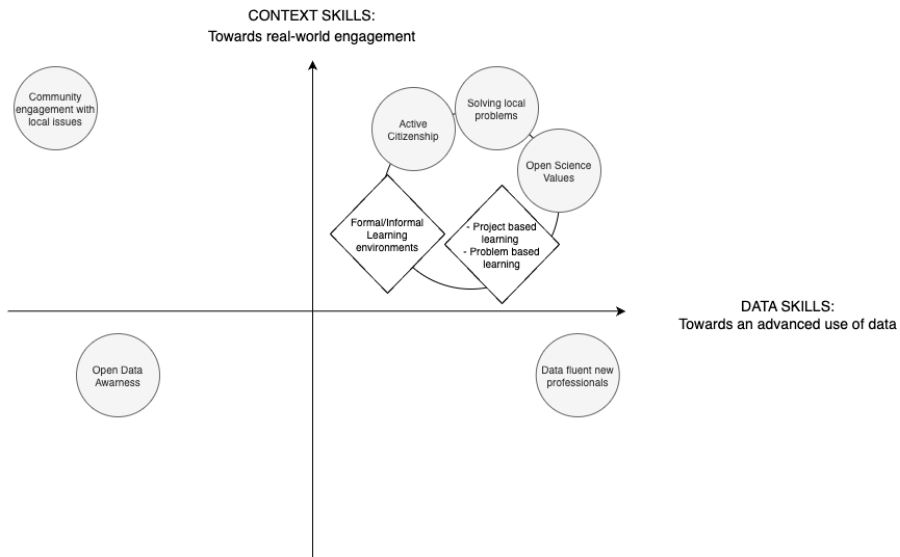 CONTEXT SKILLS:
Towards real-world engagement
Community
engagement with
local issues
Active
Citizenship
Solving local
problems
Open Science
Values
Formal/Informal
Learning
environments
- Project based
learning
- Problem based
learning
DATA SKILLS:
Towards an advanced use of data
Open Data
Awarness
Data fluent new
professionals